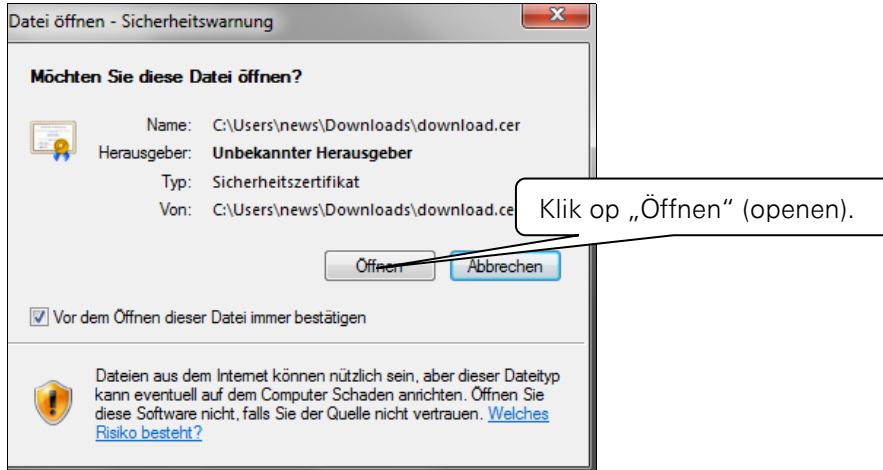 Datei öffnen - Sicherheitswarnung
Möchten Sie diese Datei öffnen?
Name: C:\Users\news\Downloads\download.cer
Herausgeber: Unbekannter Herausgeber
Typ: Sicherheitszertifikat
Von: C:\Users\news\Downloads\download.ce
Klik op „Öffnen“ (openen).
Öffnen Abbrechen
Vor dem Öffnen dieser Datei immer bestätigen
Dateien aus dem Internet können nützlich sein, aber dieser Dateityp
kann eventuell auf dem Computer Schaden anrichten. Öffnen Sie
diese Software nicht, falls Sie der Quelle nicht vertrauen. Welches
Risiko besteht?